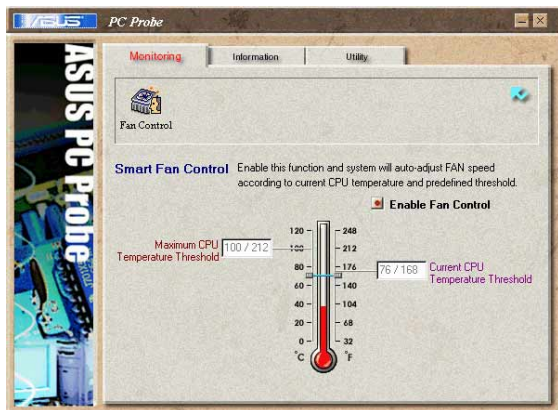 ASUS PC Probe
Monitoring Information Utility
ASUS PC Probe
Fan Control
Smart Fan Control Enable this function and system will auto-adjust FAN speed
according to current CPU temperature and predefined threshold.
Enable Fan Control
Maximum CPU
Temperature Threshold
100 / 212
120 248
100 212
80 176
60 140
40 104
20 68
0 32
°C °F
76 / 168
Current CPU
Temperature Threshold